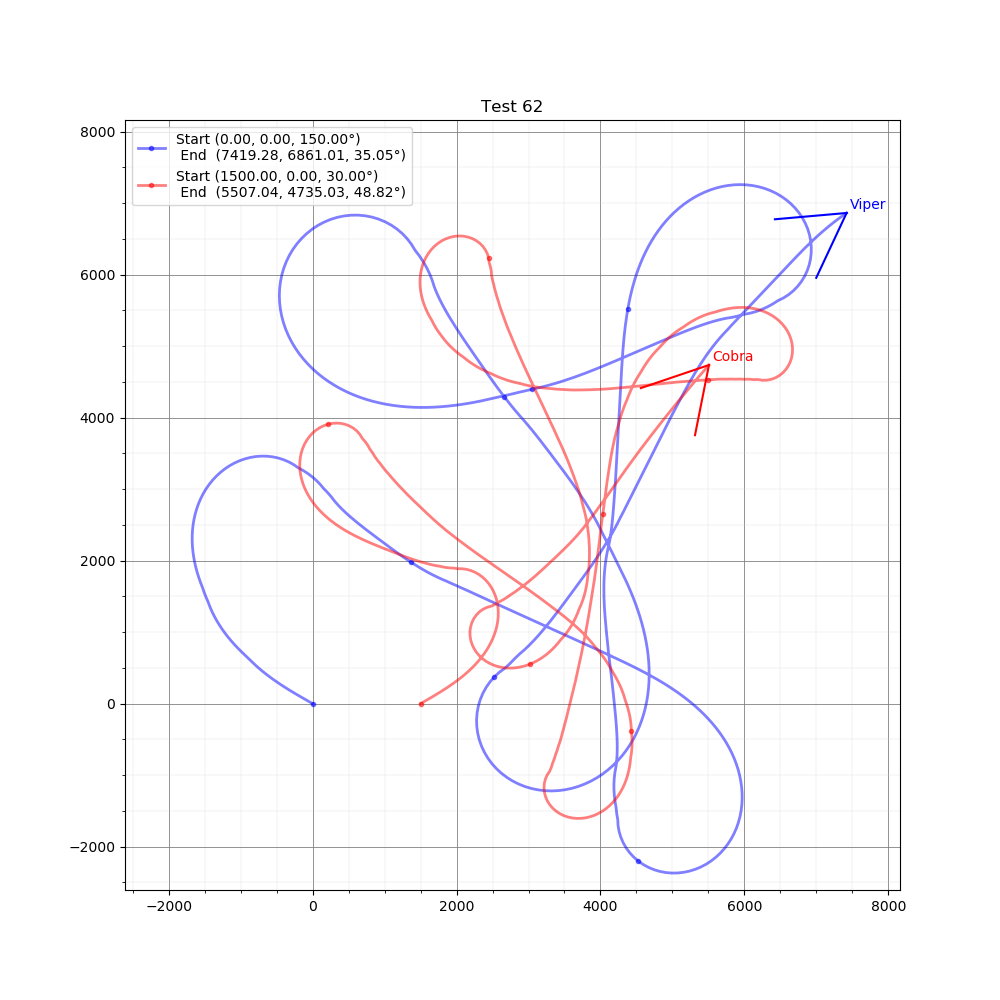 Test 62
Start (0.00, 0.00, 150.00°)
End (7419.28, 6861.01, 35.05°)
Start (1500.00, 0.00, 30.00°)
End (5507.04, 4735.03, 48.82°)
Viper
Cobra
8000
6000
4000
2000
0
−2000
−2000 0 2000 4000 6000 8000